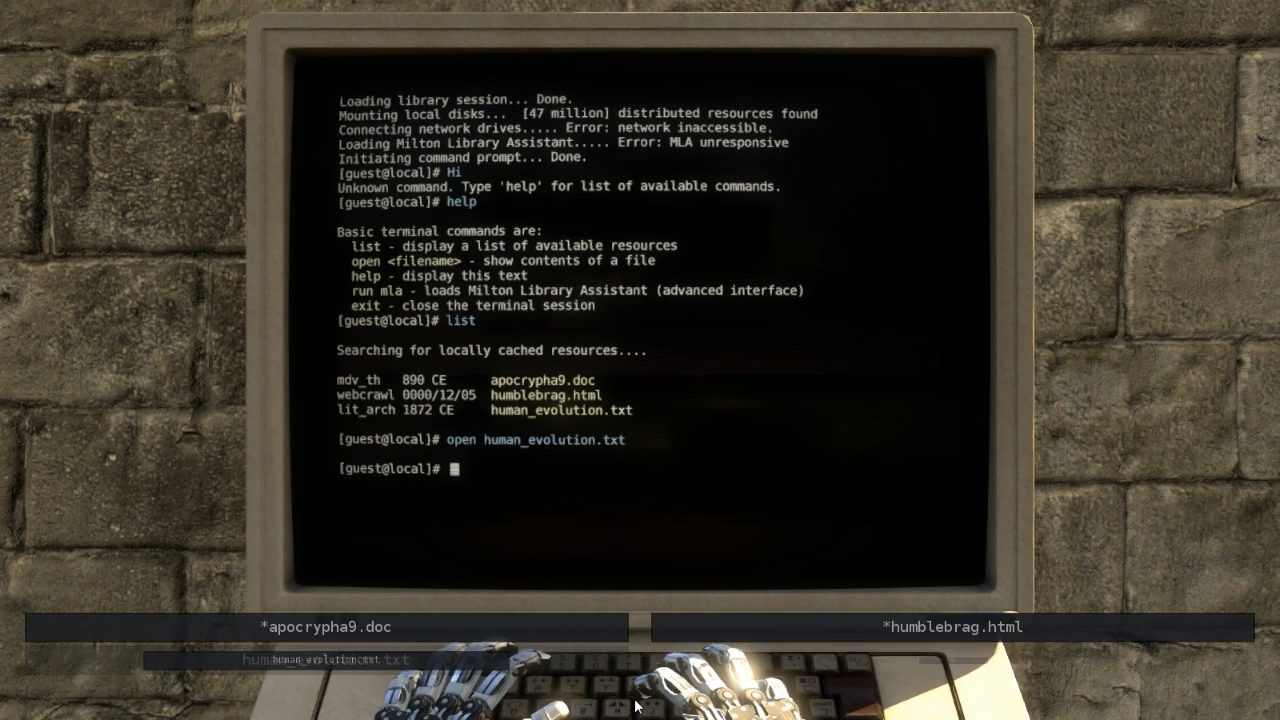 Loading library session... Done.
Mounting local disks...  [47 million] distributed resources found
Connecting network drives..... Error: network inaccessible.
Loading Milton Library Assistant..... Error: MLA unresponsive
Initiating command prompt... Done.
[guest@local]# Hi
Unknown command. Type 'help' for list of available commands.
[guest@local]# help
Basic terminal commands are:
list - display a list of available resources
open <filename> - show contents of a file
help - display this text
run mla - loads Milton Library Assistant (advanced interface)
exit - close the terminal session
[guest@local]# list
Searching for locally cached resources....
mdv_th   890 CE      apocrypha9.doc
webcrawl 0000/12/05  humblebrag.html
lit_arch 1872 CE     human_evolution.txt
[guest@local]# open human_evolution.txt
[guest@local]#
*apocrypha9.doc
*humblebrag.html
human_evolution.txt